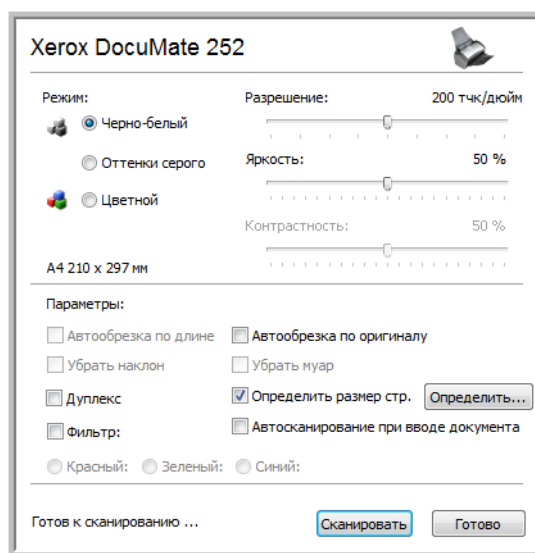 Xerox DocuMate 252
Режим:
Черно-белый
Оттенки серого
Цветной
A4 210 x 297 мм
Разрешение: 200 тчк/дюйм
Яркость: 50 %
Контрастность: 50 %
Параметры:
Автообрезка по длине Автообрезка по оригиналу
Убрать наклон Убрать муар
Дуплекс Определить размер стр. Определить...
Фильтр: Автосканирование при вводе документа
Красный: Зеленый: Синий:
Готов к сканированию ... Сканировать Готово